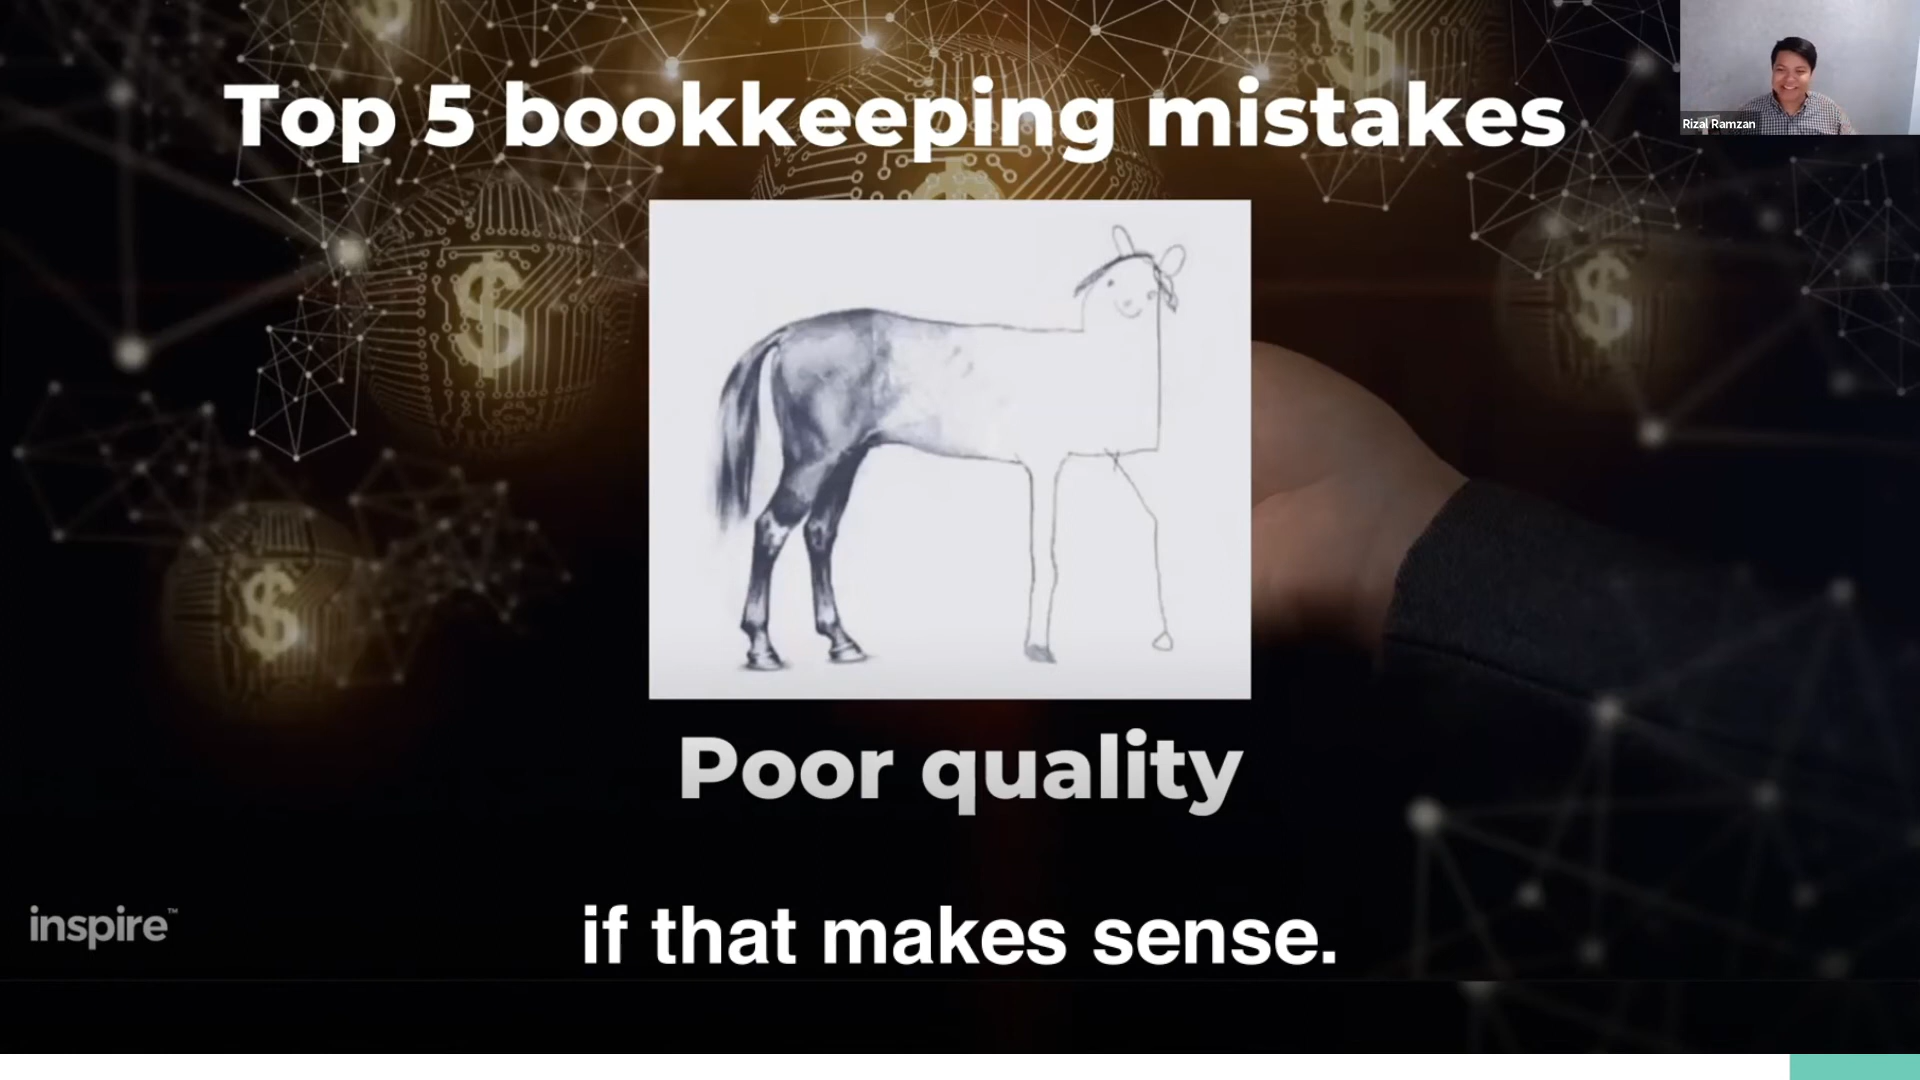 Top 5 bookkeeping mistakes
Rizal Ramzan
Poor quality
inspire™
if that makes sense.